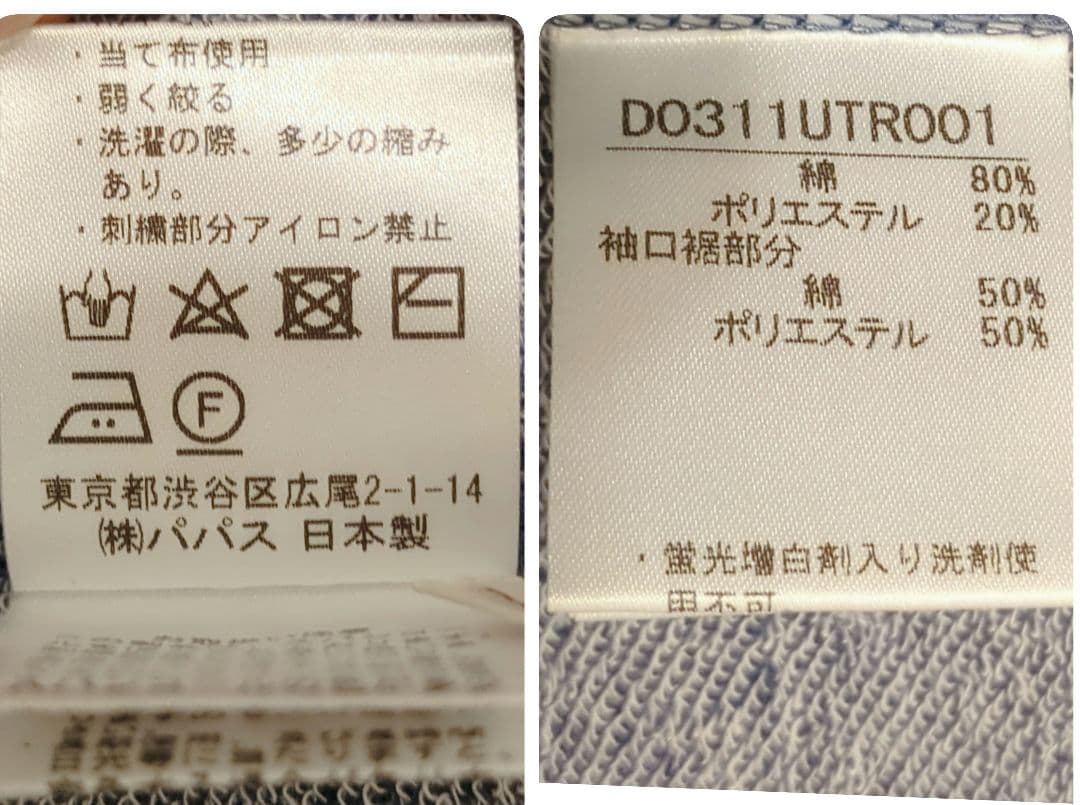 ・当て布使用
・弱く絞る
・洗濯の際、多少の縮み
あり。
・刺繍部分アイロン禁止
F
東京都渋谷区広尾2-1-14
㈱パパス 日本製
DO311UTR001
綿 80%
ポリエステル 20%
袖口裾部分
綿 50%
ポリエステル 50%
・蛍光増白剤入り洗剤使
用不可